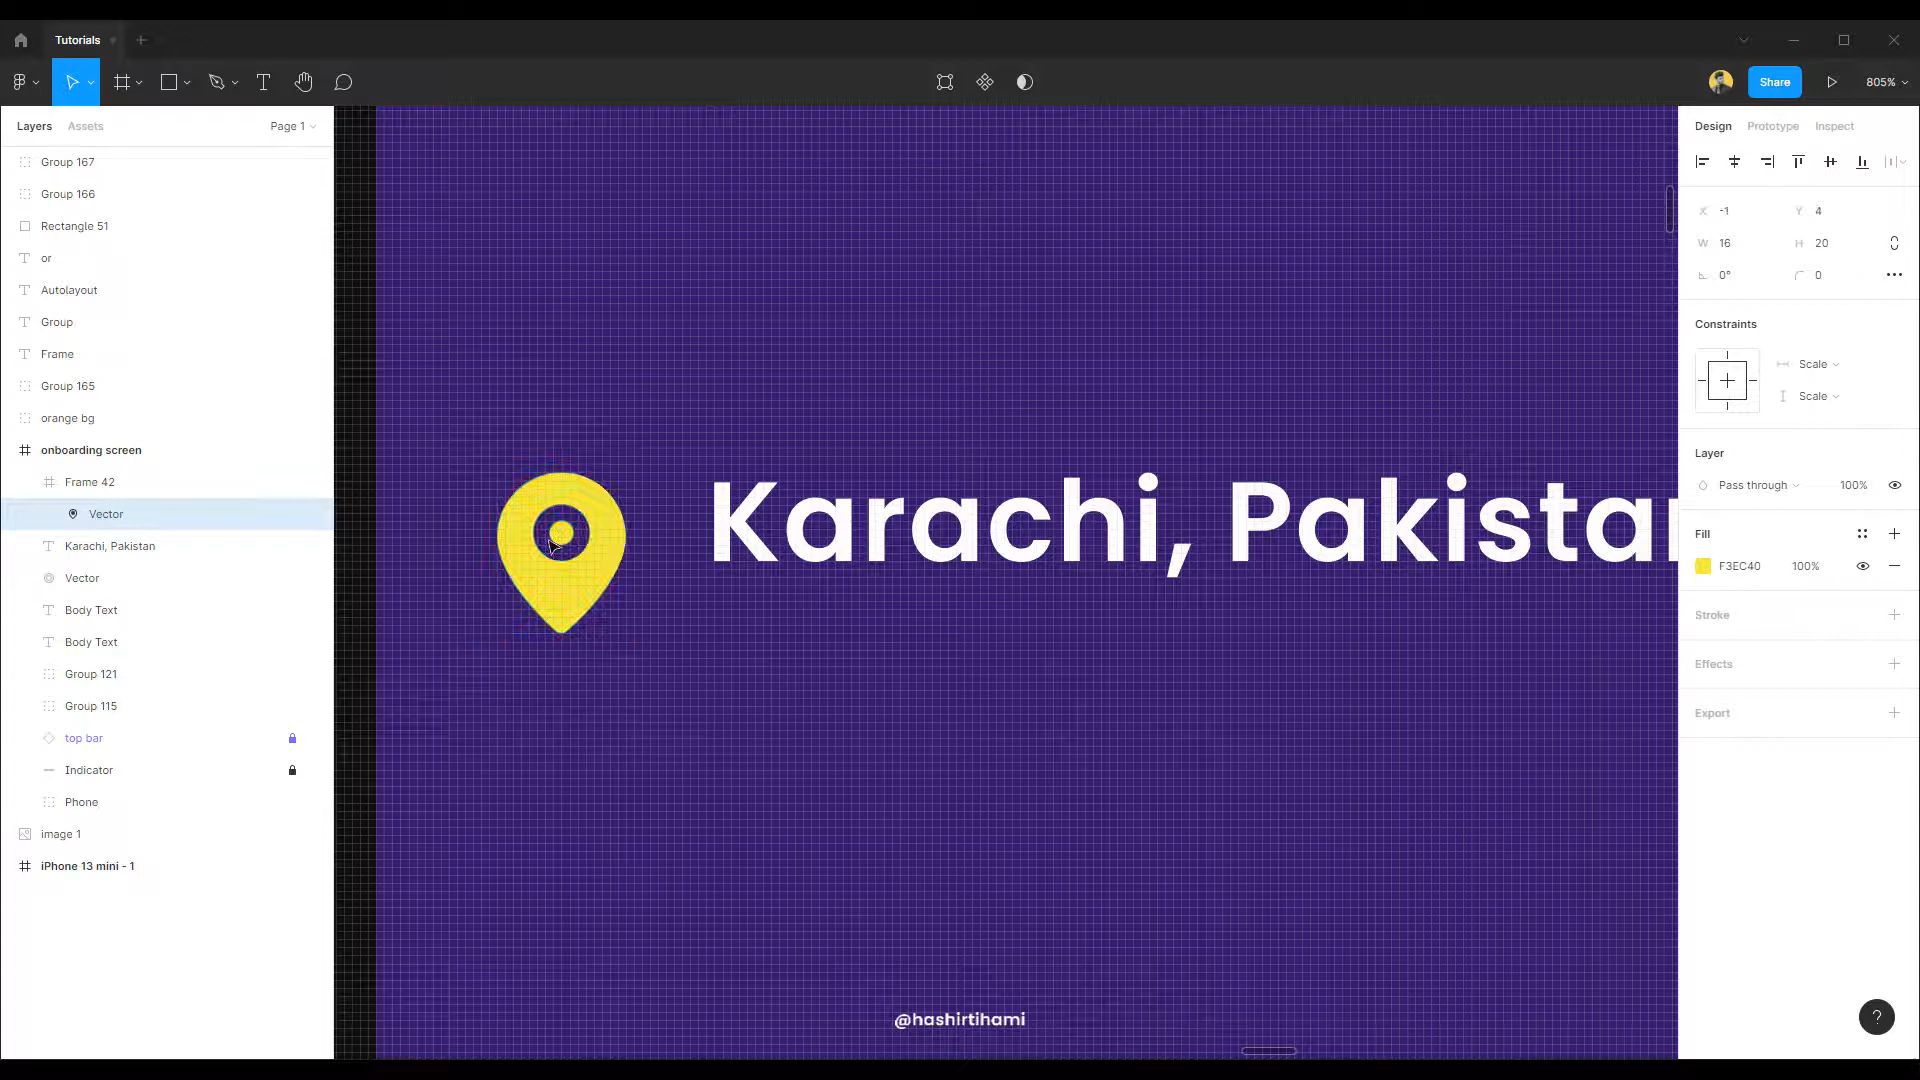 Tutorials
Share
805%
Layers Assets Page 1
Group 167
Group 166
Rectangle 51
or
Autolayout
Group
Frame
Group 165
orange bg
onboarding screen
Frame 42
Vector
Karachi, Pakistan
Vector
Body Text
Body Text
Group 121
Group 115
top bar
Indicator
Phone
image 1
iPhone 13 mini - 1
Karachi, Pakistan
@hashirtihami
Design Prototype Inspect
X -1 Y 4
W 16 H 20
0° 0
Constraints
Scale
Scale
Layer
Pass through 100%
Fill
F3EC40 100%
Stroke
Effects
Export
?